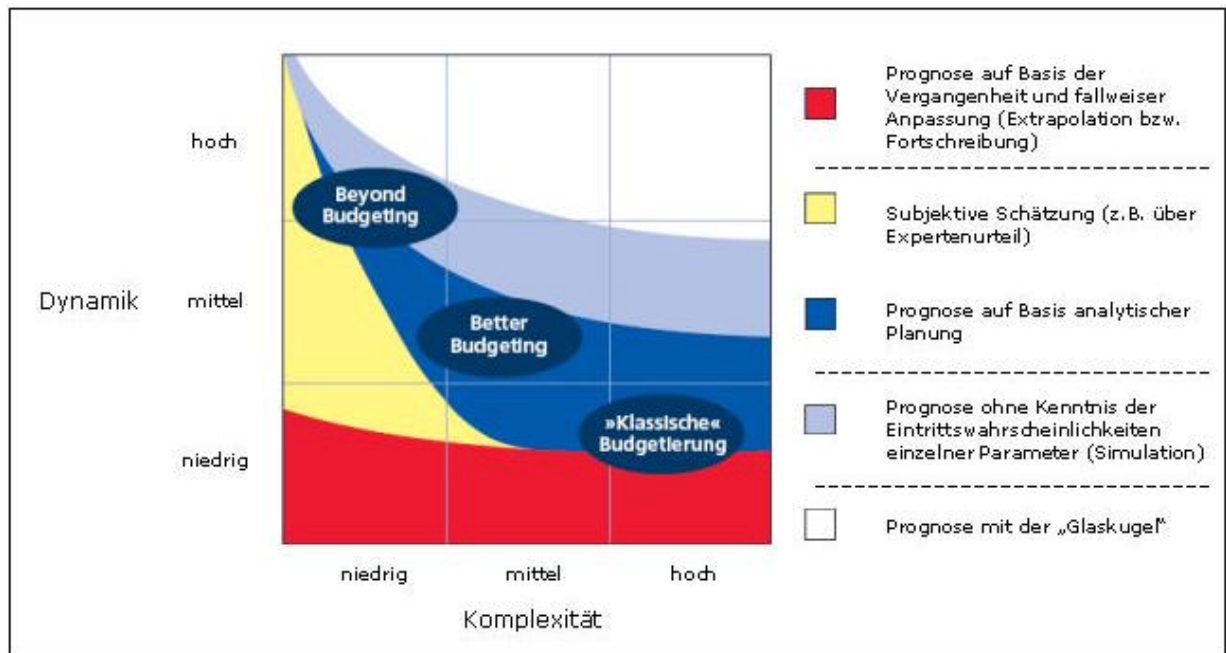 hoch
Dynamik
mittel
niedrig
Beyond
Budgeting
Better
Budgeting
»Klassische«
Budgetierung
niedrig
mittel
hoch
Komplexität
Prognose auf Basis der
Vergangenheit und fallweiser
Anpassung (Extrapolation bzw.
Fortschreibung)
Subjektive Schätzung (z.B. über
Expertenurteil)
Prognose auf Basis analytischer
Planung
Prognose ohne Kenntnis der
Eintrittswahrscheinlichkeiten
einzelner Parameter (Simulation)
Prognose mit der „Glaskugel“